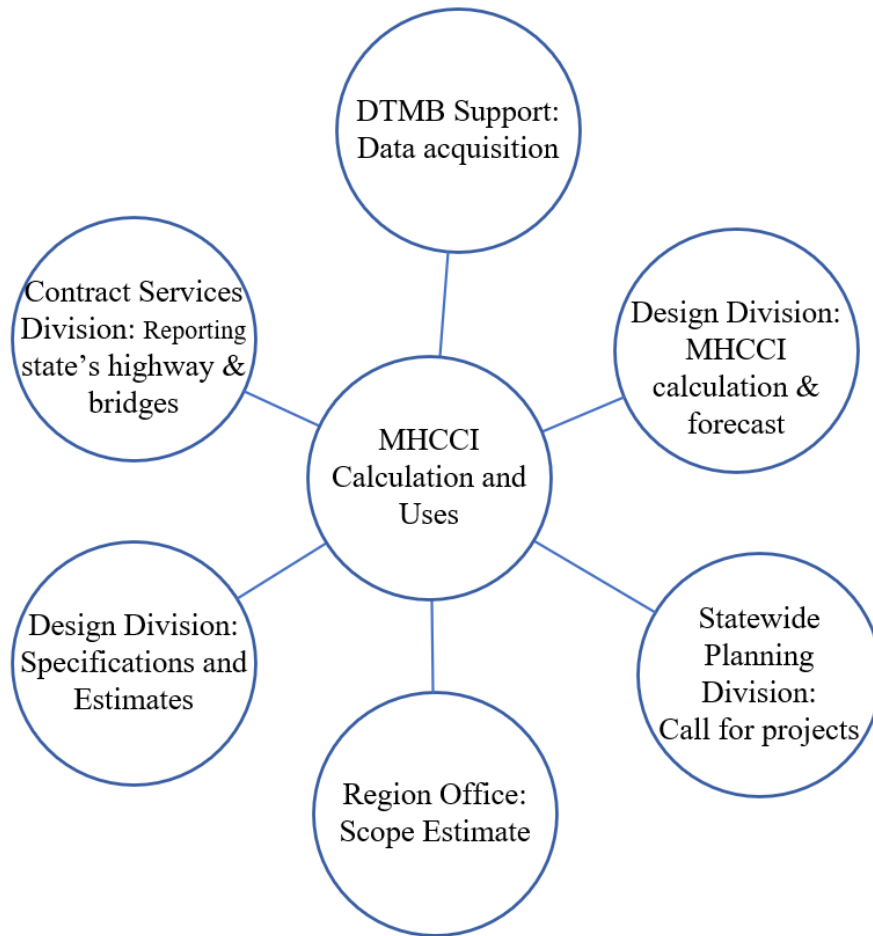 DTMB Support:
Data acquisition
Contract Services
Division: Reporting
state’s highway &
bridges
Design Division:
MHCCI
calculation &
forecast
MHCCI
Calculation and
Uses
Design Division:
Specifications and
Estimates
Statewide
Planning
Division:
Call for projects
Region Office:
Scope Estimate